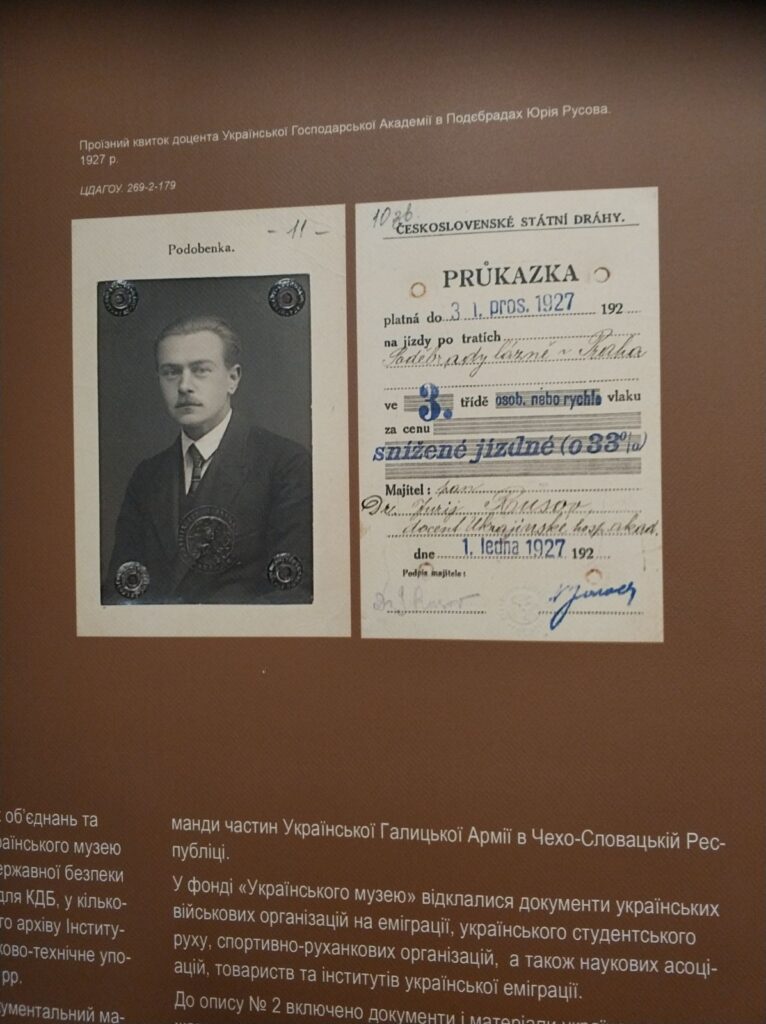 Проїзний квиток доцента Української Господарської Академії в Подєбрадах Юрія Русова.
1927 р.
ЦДАГОУ. 269-2-179
- 11 -
Podobenka.
ČESKOSLOVENSKÉ STÁTNÍ DRÁHY.
PRŮKAZKA
platná do 31. pros. 1927 192
na jízdy po tratích
Poděbrady lázně - Praha
ve 3. třídě osob. nebo rychle vlaku
za cenu
snížené jízdné (o 33%)
Majitel: pan
Dr. Jurij Rusov,
docent Ukrajinské hosp. akad.
dne 1. ledna 1927 192
Podpis majitele:
об’єднань та
раїнського музею
ержавної безпеки
для КДБ, у кілько-
го архіву Інститу-
ково-технічне упо-
рр.
кументальний ма-
манди частин Української Галицької Армії в Чехо-Словацькій Рес-
публіці.
У фонді «Українського музею» відклалися документи українських
військових організацій на еміграції, українського студентського
руху, спортивно-руханкових організацій, а також наукових асоці-
ацій, товариств та інститутів української еміграції.
До опису № 2 включено документи і матеріали